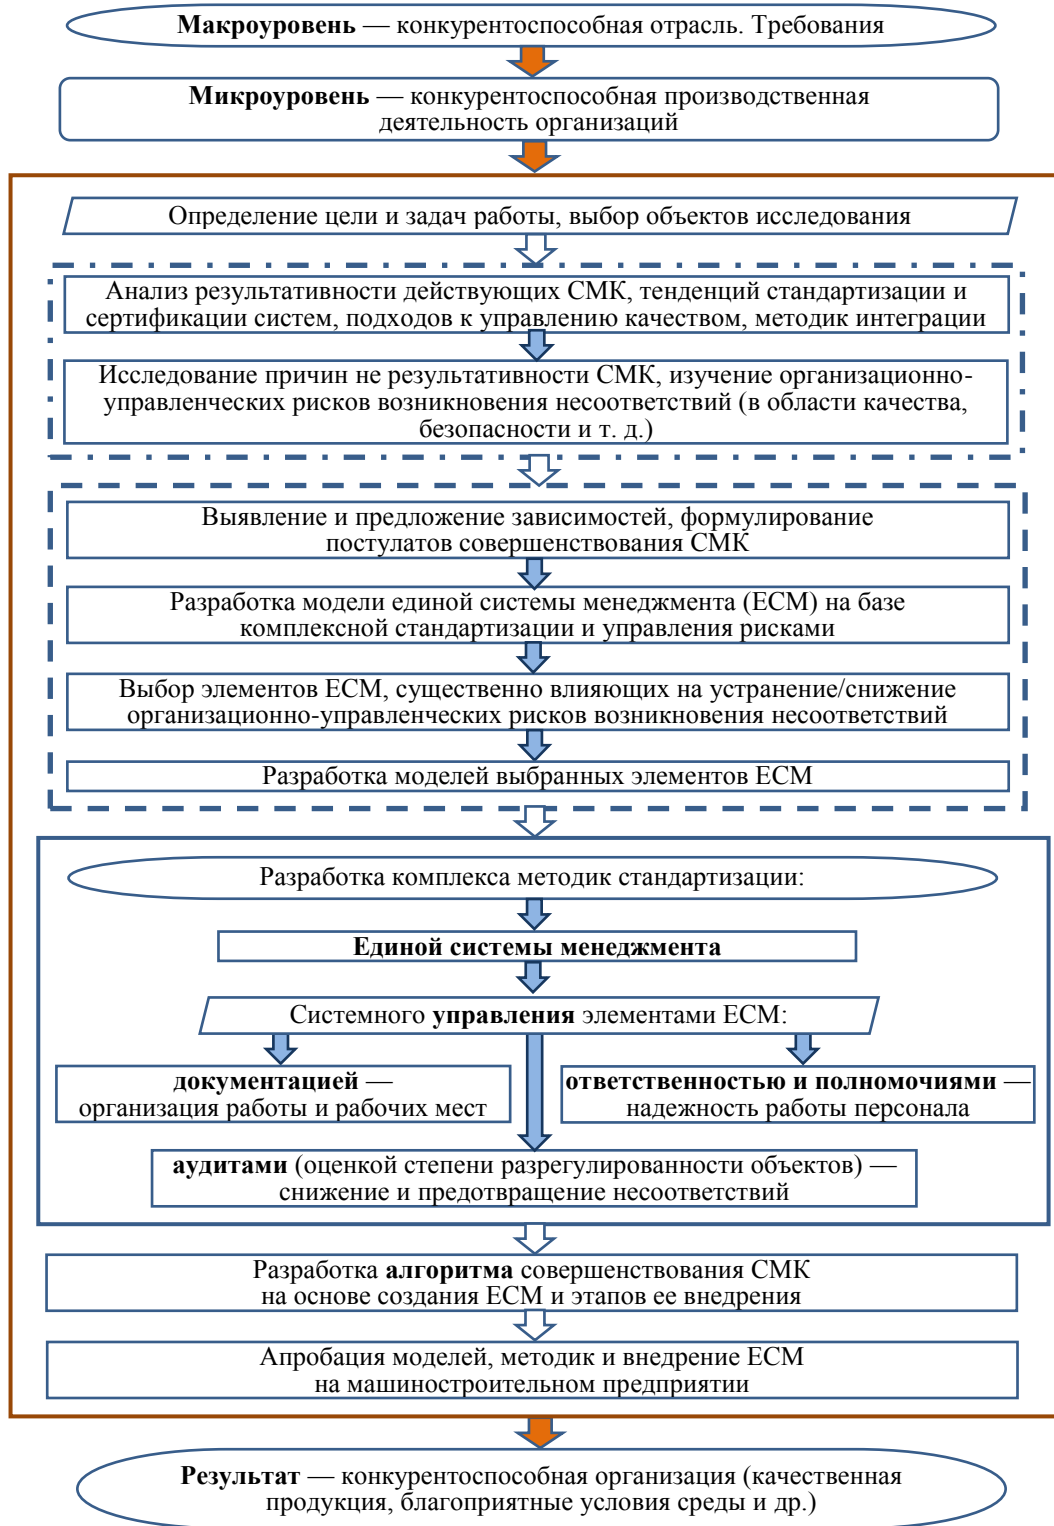 Макроуровень — конкурентоспособная отрасль. Требования
Микроуровень — конкурентоспособная производственная
деятельность организаций
Определение цели и задач работы, выбор объектов исследования
Анализ результативности действующих СМК, тенденций стандартизации и
сертификации систем, подходов к управлению качеством, методик интеграции
Исследование причин не результативности СМК, изучение организационно-
управленческих рисков возникновения несоответствий (в области качества,
безопасности и т. д.)
Выявление и предложение зависимостей, формулирование
постулатов совершенствования СМК
Разработка модели единой системы менеджмента (ЕСМ) на базе
комплексной стандартизации и управления рисками
Выбор элементов ЕСМ, существенно влияющих на устранение/снижение
организационно-управленческих рисков возникновения несоответствий
Разработка моделей выбранных элементов ЕСМ
Разработка комплекса методик стандартизации:
Единой системы менеджмента
Системного управления элементами ЕСМ:
документацией —
организация работы и рабочих мест
ответственностью и полномочиями —
надежность работы персонала
аудитами (оценкой степени разрегулированности объектов) —
снижение и предотвращение несоответствий
Разработка алгоритма совершенствования СМК
на основе создания ЕСМ и этапов ее внедрения
Апробация моделей, методик и внедрение ЕСМ
на машиностроительном предприятии
Результат — конкурентоспособная организация (качественная
продукция, благоприятные условия среды и др.)